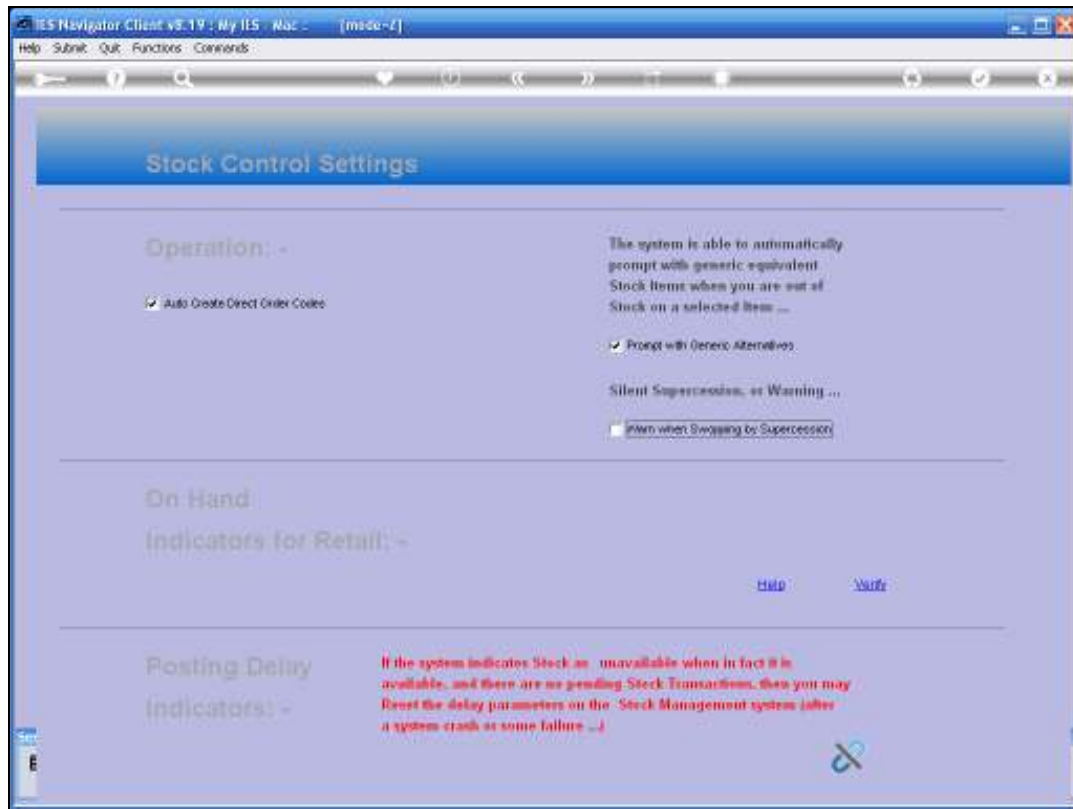 IES Navigator Client v8.19 : My IES - Mac : [mode-Z]
Help Submit Quit Functions Commands
Stock Control Settings
Operation: -
Auto Create Direct Order Codes
The system is able to automatically
prompt with generic equivalent
Stock Items when you are out of
Stock on a selected Item ...
Prompt with Generic Alternatives
Silent Supercession, or Warning ...
Warn when Swopping by Supercession
On Hand
Indicators for Retail: -
Help Verify
Posting Delay
Indicators: -
If the system indicates Stock as unavailable when in fact it is
available, and there are no pending Stock Transactions, then you may
Reset the delay parameters on the Stock Management system (after
a system crash or some failure ...)